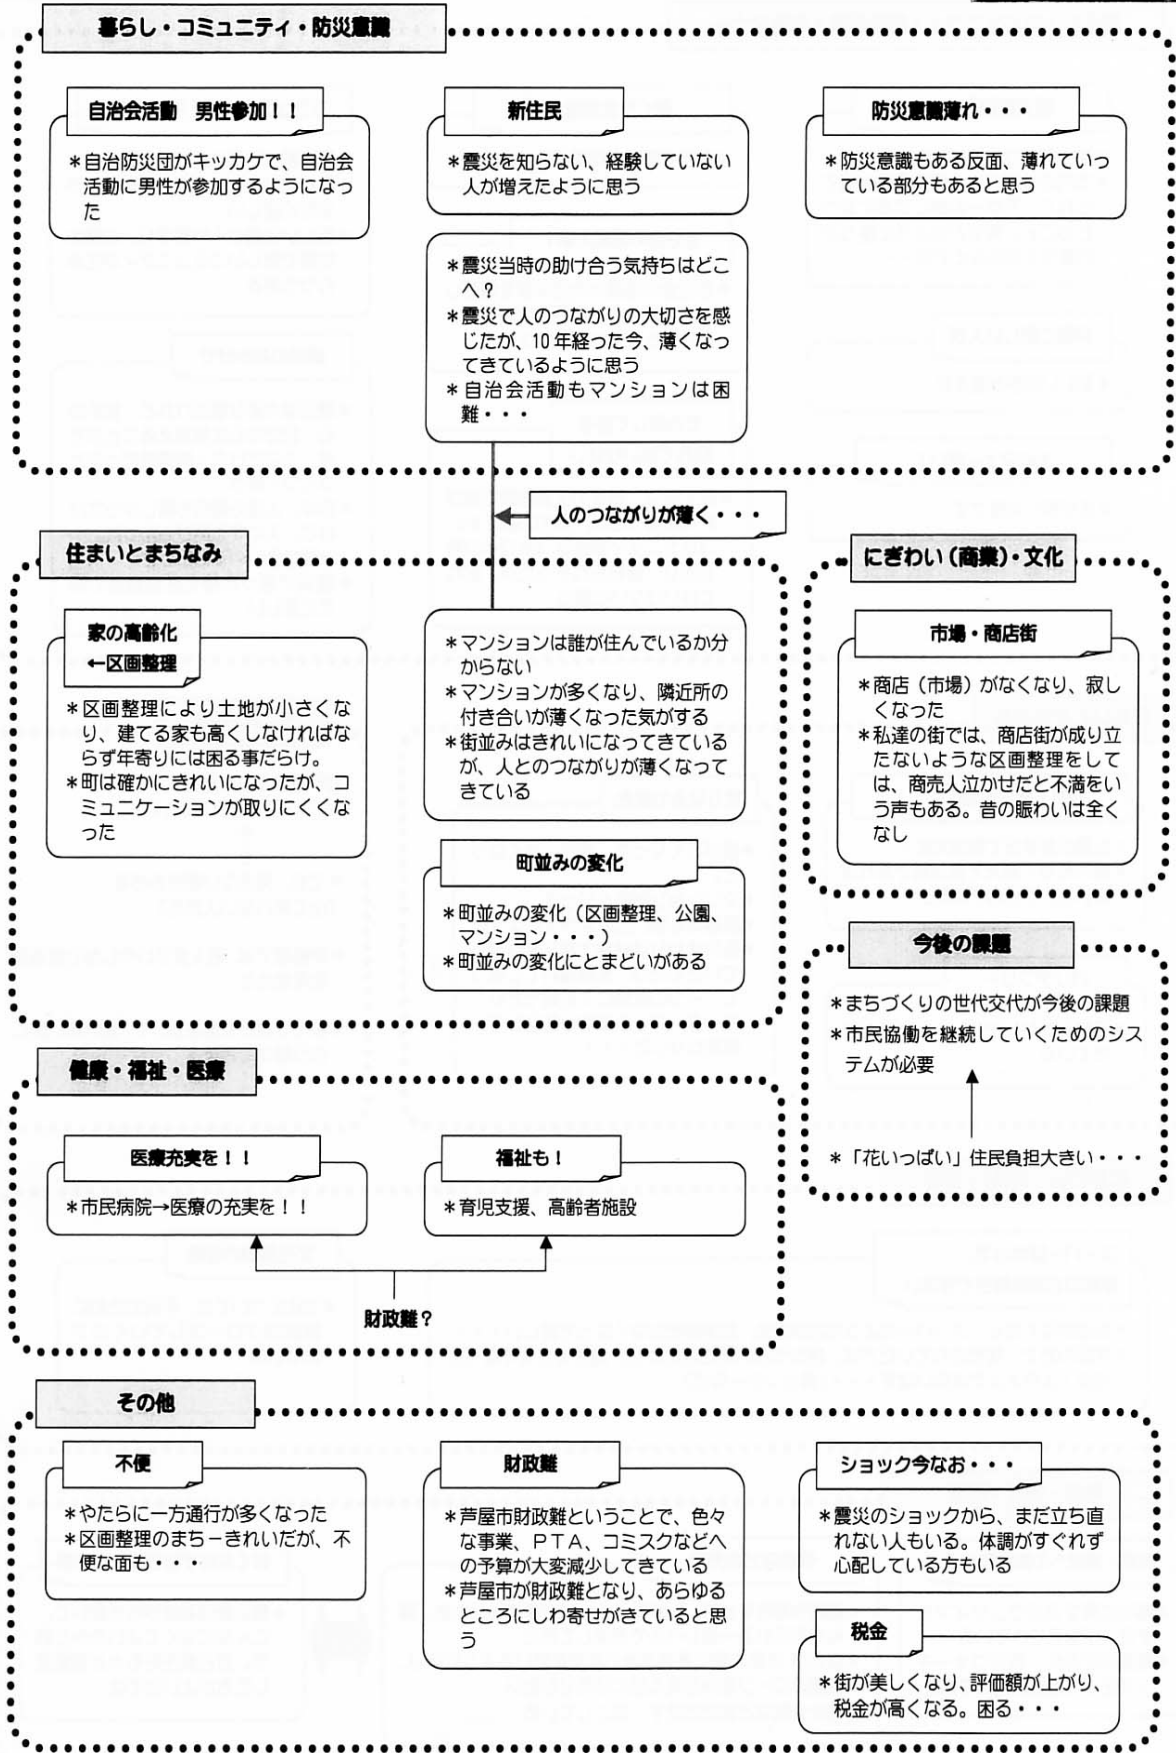 暮らし・コミュニティ・防災意識
自治会活動 男性参加!!
*自治防災団がキッカケで、自治会
活動に男性が参加するようになっ
た
新住民
*震災を知らない、経験していない
人が増えたように思う
防災意識薄れ・・・
*防災意識もある反面、薄れていっ
ている部分もあると思う
*震災当時の助け合う気持ちはどこ
へ?
*震災で人のつながりの大切さを感
じたが、10年経った今、薄くなっ
てきているように思う
*自治会活動もマンションは困
難・・・
人のつながりが薄く・・・
住まいとまちなみ
家の高齢化
←区画整理
*区画整理により土地が小さくな
り、建てる家も高くしなければな
らず年寄りには困る事だらけ。
*町は確かにきれいになったが、コ
ミュニケーションが取りにくくな
った
*マンションは誰が住んでいるか分
からない
*マンションが多くなり、隣近所の
付き合いが薄くなった気がする
*街並みはきれいになってきている
が、人とのつながりが薄くなって
きている
町並みの変化
*町並みの変化(区画整理、公園、
マンション・・・)
*町並みの変化にとまどいがある
にぎわい(商業)・文化
市場・商店街
*商店(市場)がなくなり、寂し
くなった
*私達の街では、商店街が成り立
たないような区画整理をして
は、商売人泣かせだと不満をい
う声もある。昔の賑わいは全く
なし
今後の課題
*まちづくりの世代交代が今後の課題
*市民協働を継続していくためのシス
テムが必要
*「花いっぱい」住民負担大きい・・・
健康・福祉・医療
医療充実を!!
*市民病院→医療の充実を!!
福祉も!
*育児支援、高齢者施設
財政難?
その他
不便
*やたらに一方通行が多くなった
*区画整理のまち−きれいだが、不
便な面も・・・
財政難
*芦屋市財政難ということで、色々
な事業、PTA、コミスクなどへ
の予算が大変減少してきている
*芦屋市が財政難となり、あらゆる
ところにしわ寄せがきていると思
う
ショック今なお・・・
*震災のショックから、まだ立ち直
れない人もいる。体調がすぐれず
心配している方もいる
税金
*街が美しくなり、評価額が上がり、
税金が高くなる。困る・・・